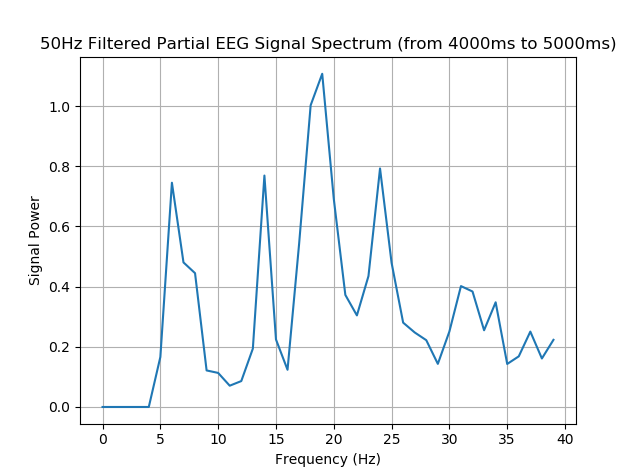 50Hz Filtered Partial EEG Signal Spectrum (from 4000ms to 5000ms)
1.0
0.8
0.6
0.4
0.2
0.0
Signal Power
0 5 10 15 20 25 30 35 40
Frequency (Hz)